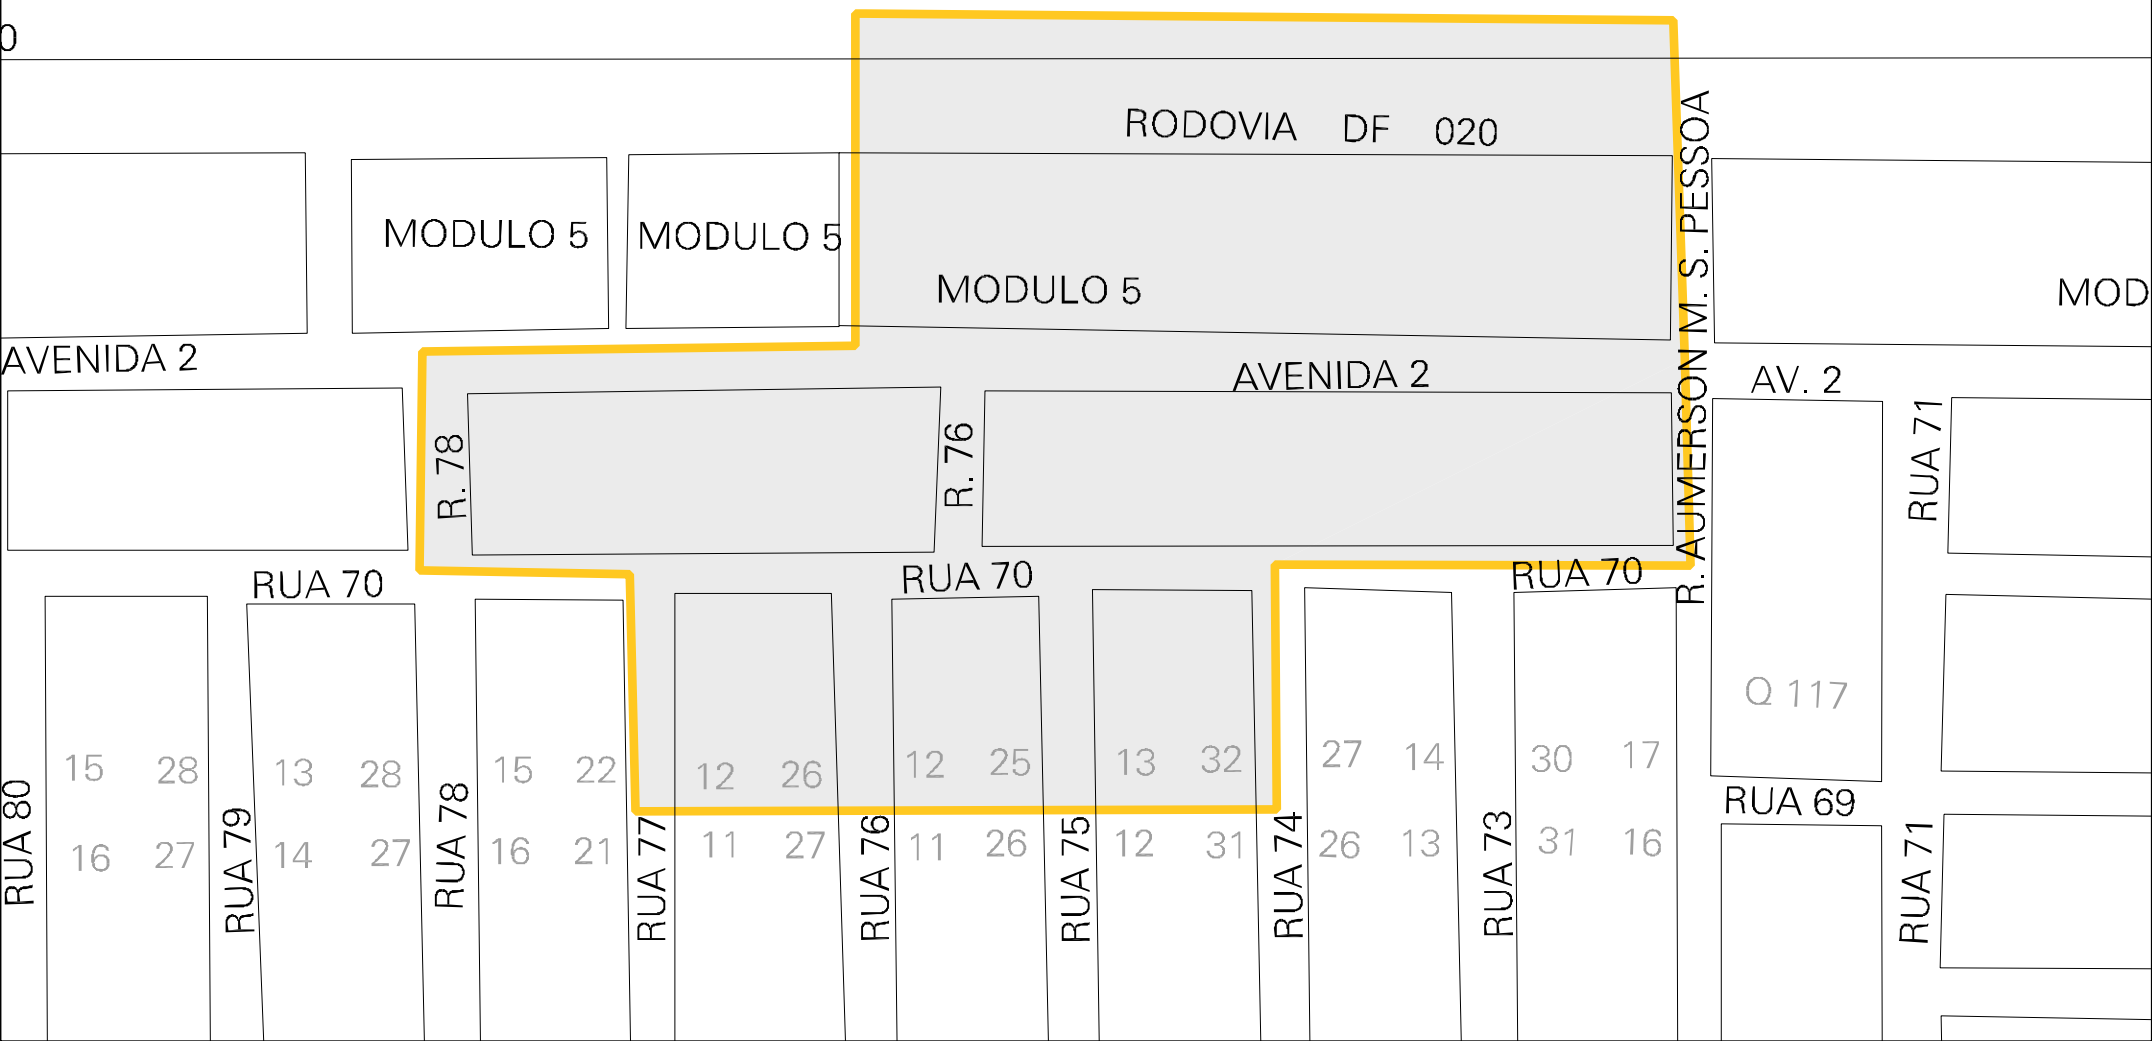 0
RODOVIA DF 020
MODULO 5
MODULO 5
MODULO 5
MOD
R. AUMERSON M. S. PESSOA
AVENIDA 2
AVENIDA 2
AV. 2
R. 78
R. 76
RUA 71
RUA 70
RUA 70
RUA 70
Q 117
15 28
13 28
15 22
12 26
12 25
13 32
27 14
30 17
RUA 69
16 27
14 27
16 21
11 27
11 26
12 31
26 13
31 16
RUA 80
RUA 79
RUA 78
RUA 77
RUA 76
RUA 75
RUA 74
RUA 73
RUA 71